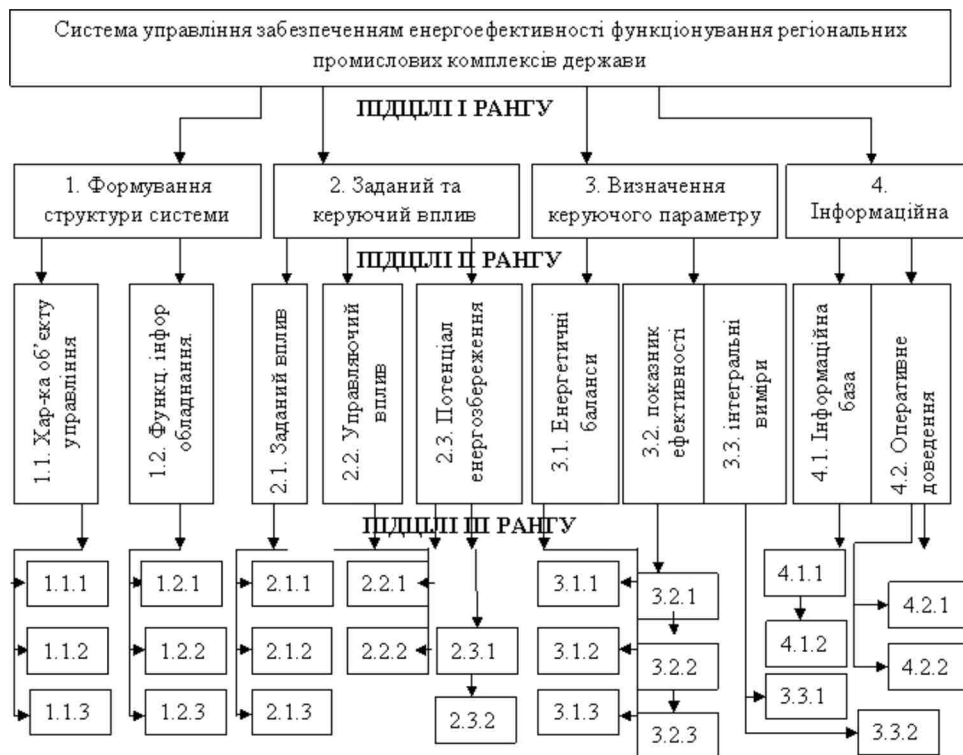 Система управління забезпеченням енергоефективності функціонування регіональних
промислових комплексів держави
ПІДЦІЛІ І РАНГУ
1. Формування
структури системи
2. Заданий та
керуючий вплив
3. Визначення
керуючого параметру
4.
Інформаційна
ПІДЦІЛІ ІІ РАНГУ
1.1. Хар-ка об’єкту
управління
1.2. Функц. інфор
обладнання.
2.1. Заданий вплив
2.2. Управляючий
вплив
2.3. Потенціал
енергозбереження
3.1. Енергетичні
баланси
3.2. показник
ефективності
3.3. інтегральні
виміри
4.1. Інформаційна
база
4.2. Оперативне
доведення
ПІДЦІЛІ ІІІ РАНГУ
1.1.1
1.1.2
1.1.3
1.2.1
1.2.2
1.2.3
2.1.1
2.1.2
2.1.3
2.2.1
2.2.2
2.3.1
2.3.2
3.1.1
3.1.2
3.1.3
3.2.1
3.2.2
3.2.3
3.3.1
3.3.2
4.1.1
4.1.2
4.2.1
4.2.2